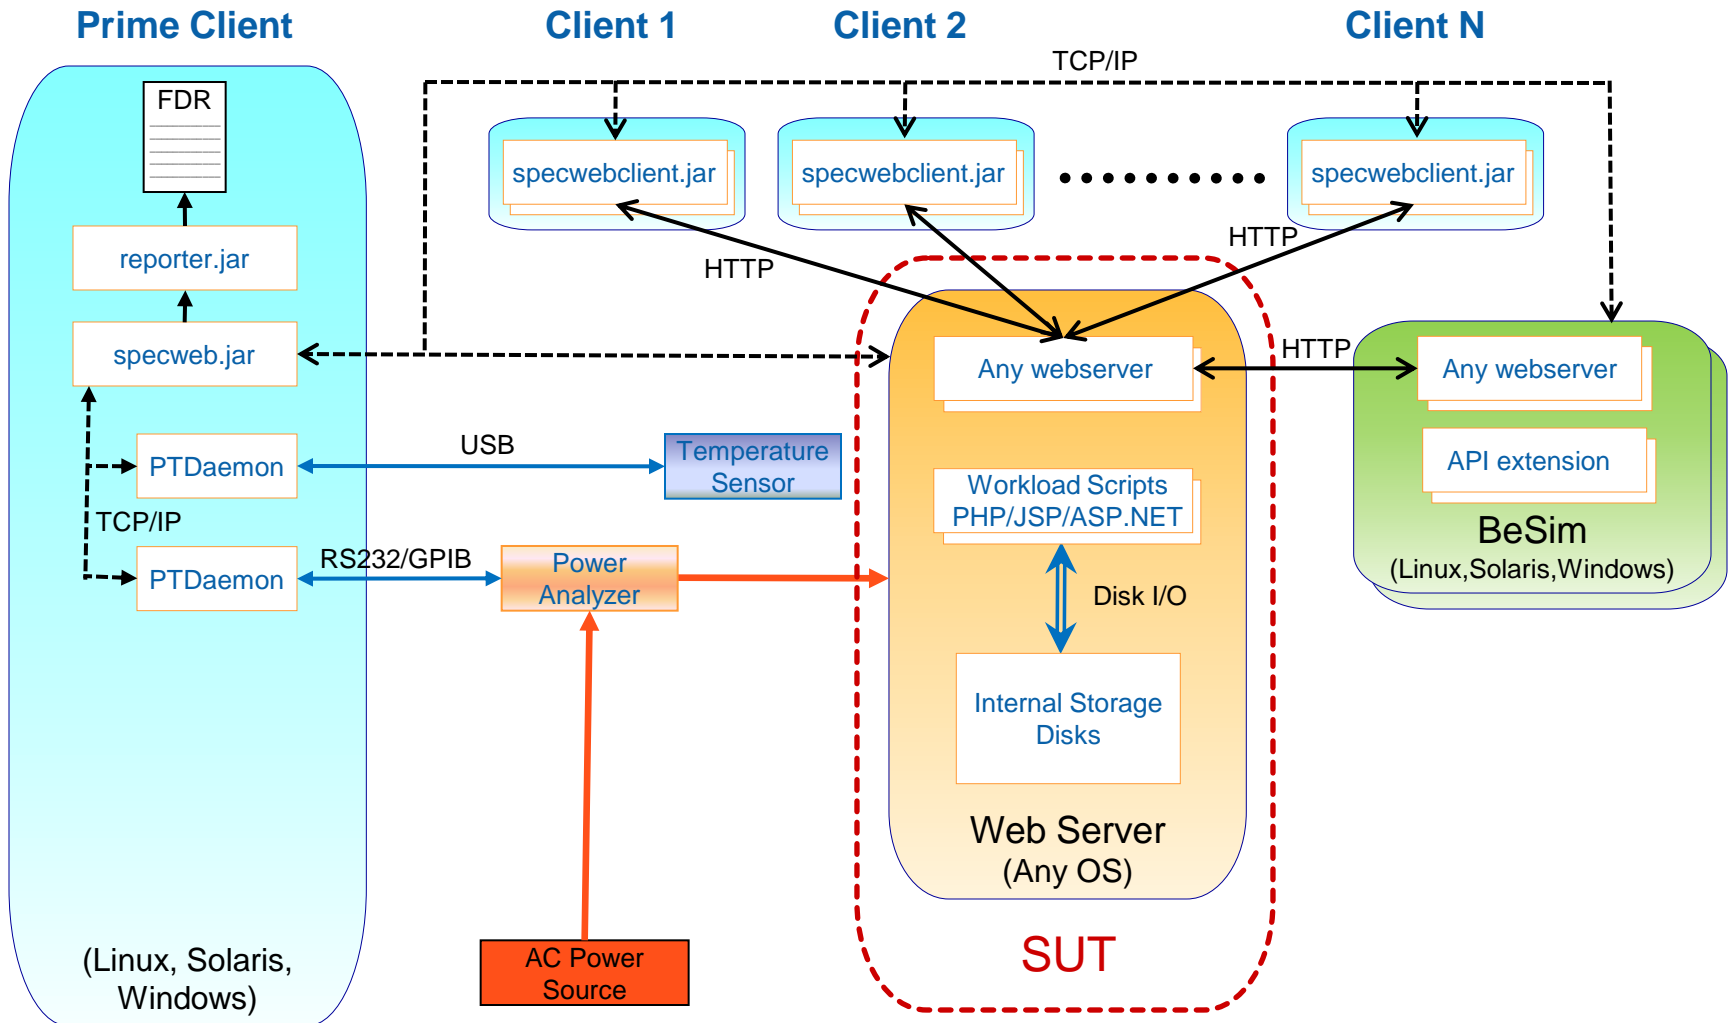 Prime Client
Client 1
Client 2
Client N
TCP/IP
FDR
specwebclient.jar
specwebclient.jar
specwebclient.jar
reporter.jar
HTTP
HTTP
specweb.jar
Any webserver
HTTP
Any webserver
USB
Temperature
Sensor
PTDaemon
API extension
Workload Scripts
PHP/JSP/ASP.NET
TCP/IP
BeSim
(Linux,Solaris,Windows)
RS232/GPIB
PTDaemon
Power
Analyzer
Disk I/O
Internal Storage
Disks
Web Server
(Any OS)
SUT
(Linux, Solaris,
Windows)
AC Power
Source